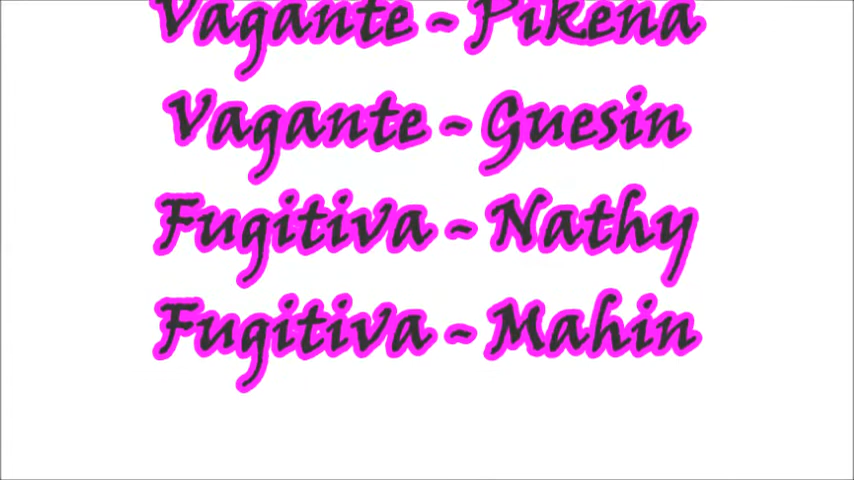 Vagante - Pikena
Vagante - Guesin
Fugitiva - Nathy
Fugitiva - Mahin